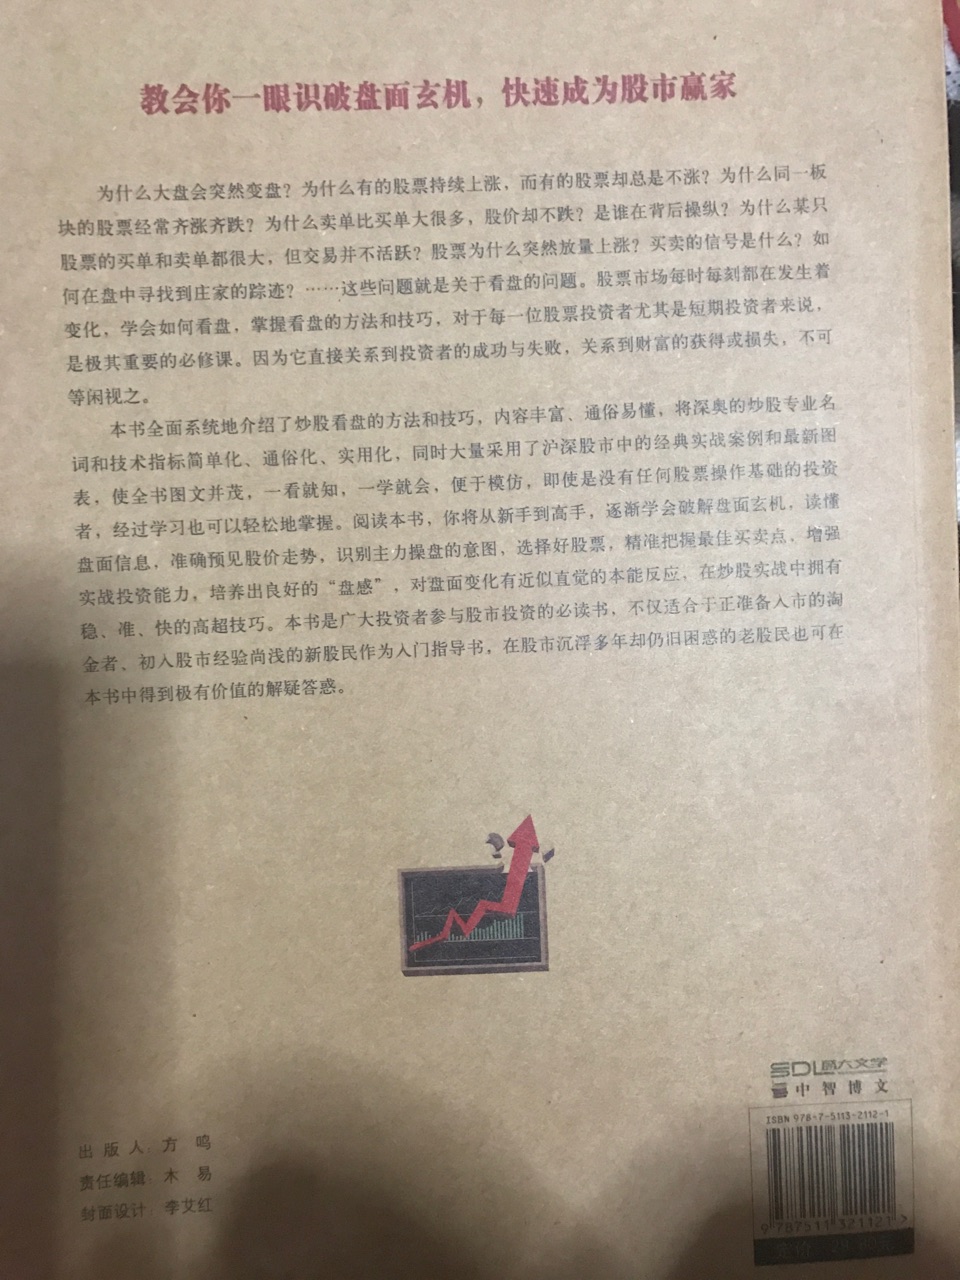 教会你一眼识破盘面玄机，快速成为股市赢家
为什么大盘会突然变盘？为什么有的股票持续上涨，而有的股票却总是不涨？为什么同一板
块的股票经常齐涨齐跌？为什么卖单比买单大很多，股价却不跌？是谁在背后操纵？为什么某只
股票的买单和卖单都很大，但交易并不活跃？股票为什么突然放量上涨？买卖的信号是什么？如
何在盘中寻找到庄家的踪迹？……这些问题就是关于看盘的问题。股票市场每时每刻都在发生着
变化，学会如何看盘，掌握看盘的方法和技巧，对于每一位股票投资者尤其是短期投资者来说，
是极其重要的必修课。因为它直接关系到投资者的成功与失败，关系到财富的获得或损失，不可
等闲视之。
本书全面系统地介绍了炒股看盘的方法和技巧，内容丰富、通俗易懂，将深奥的炒股专业名
词和技术指标简单化、通俗化、实用化，同时大量采用了沪深股市中的经典实战案例和最新图
表，使全书图文并茂，一看就知，一学就会，便于模仿，即使是没有任何股票操作基础的投资
者，经过学习也可以轻松地掌握。阅读本书，你将从新手到高手，逐渐学会破解盘面玄机，读懂
盘面信息，准确预见股价走势，识别主力操盘的意图，选择好股票，精准把握最佳买卖点，增强
实战投资能力，培养出良好的“盘感”，对盘面变化有近似直觉的本能反应，在炒股实战中拥有
稳、准、快的高超技巧。本书是广大投资者参与股市投资的必读书，不仅适合于正准备入市的淘
金者、初入股市经验尚浅的新股民作为入门指导书，在股市沉浮多年却仍旧困惑的老股民也可在
本书中得到极有价值的解疑答惑。
SDL 六文学
中智博文
ISBN 978-7-5113-2112-1
9 787511 321121 >
出 版 人：方 鸣
责任编辑：木 易
封面设计：李艾红